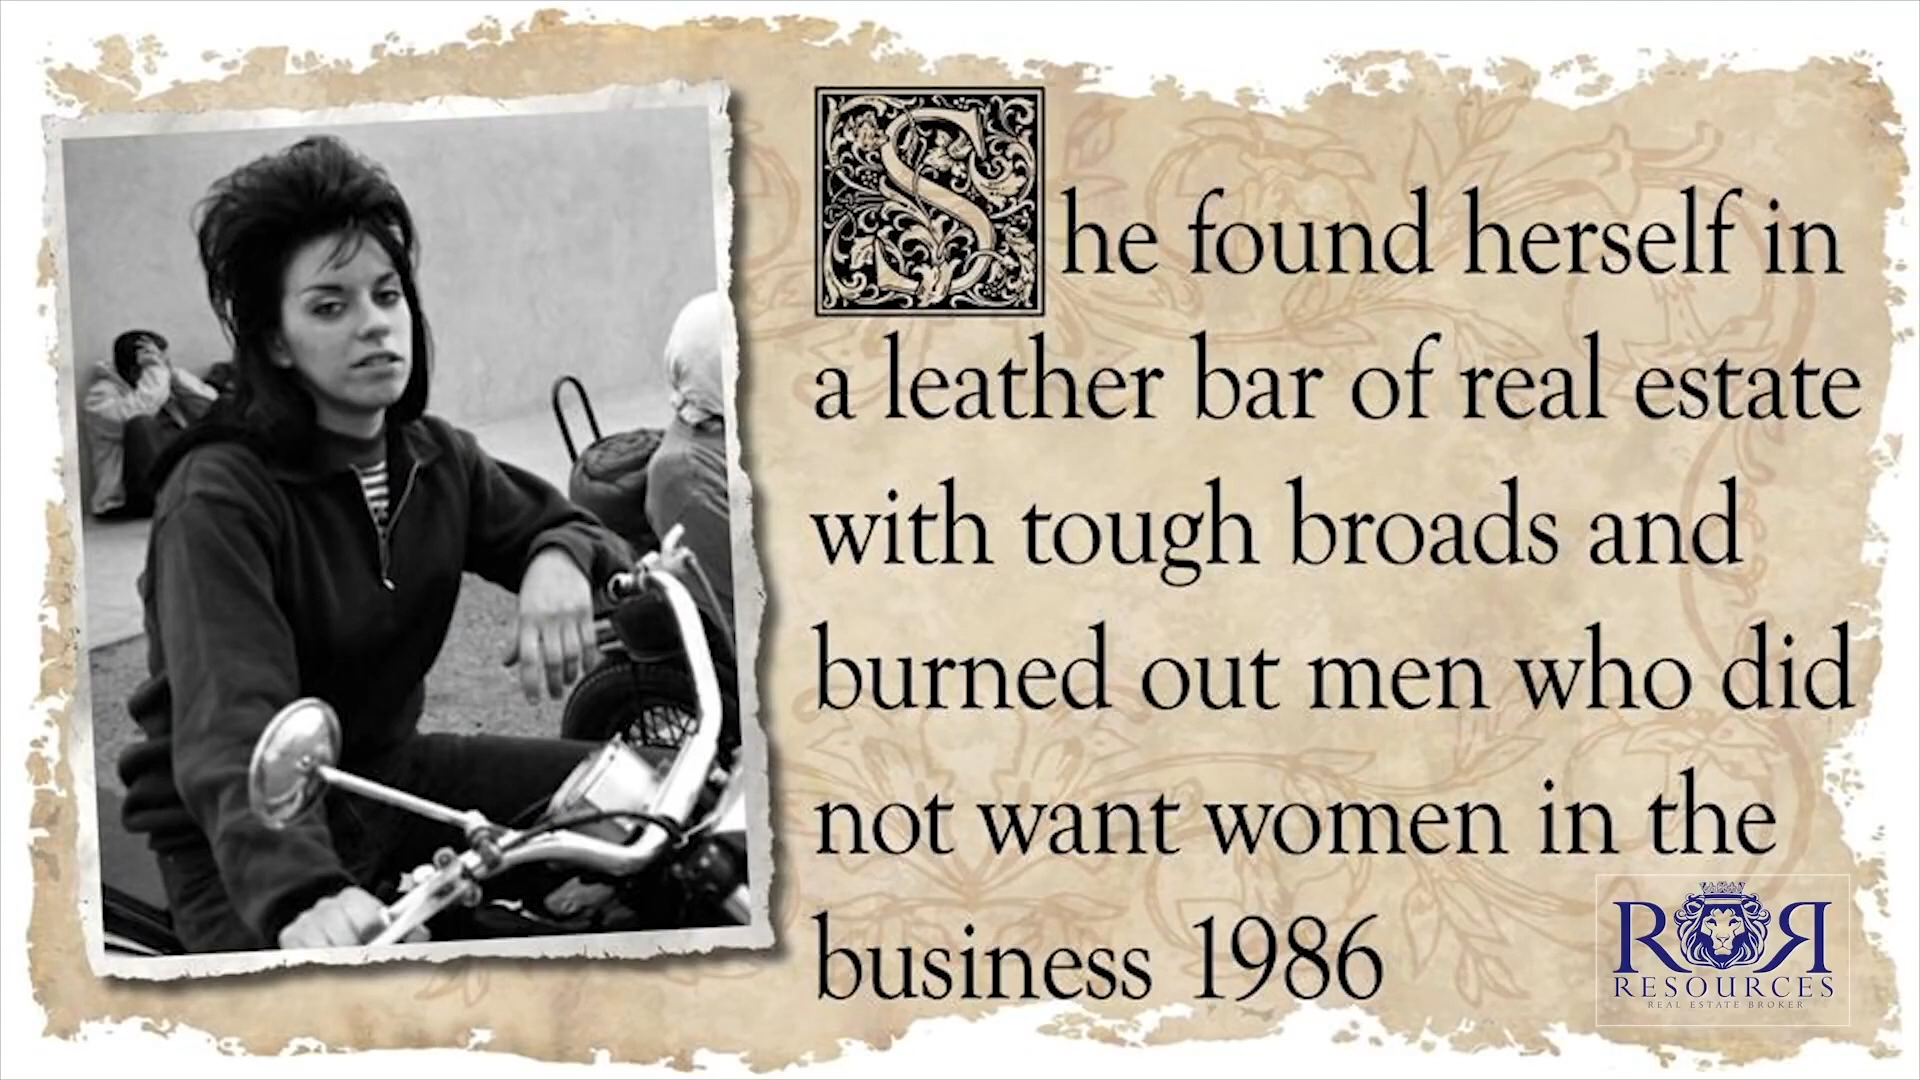 She found herself in
a leather bar of real estate
with tough broads and
burned out men who did
not want women in the
business 1986
RR
RESOURCES
REAL ESTATE BROKER